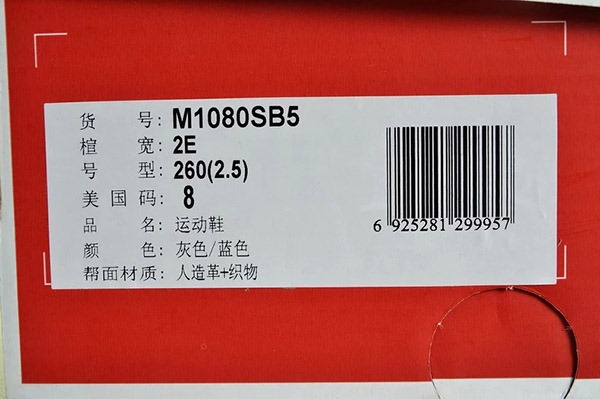 货 号: M1080SB5
楦 宽: 2E
号 型: 260(2.5)
美 国 码: 8
品 名: 运动鞋
颜 色: 灰色/蓝色
帮面材质: 人造革+织物
6 925281 299957